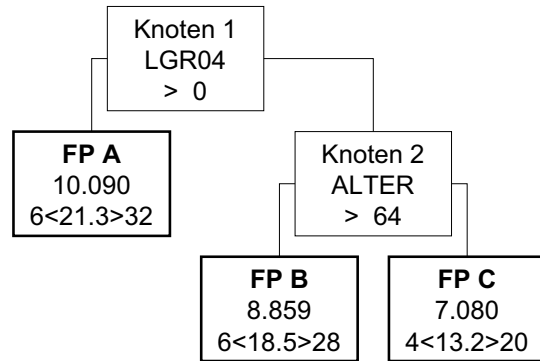 Knoten 1
LGR04
> 0
FP A
10.090
6<21.3>32
Knoten 2
ALTER
> 64
FP B
8.859
6<18.5>28
FP C
7.080
4<13.2>20